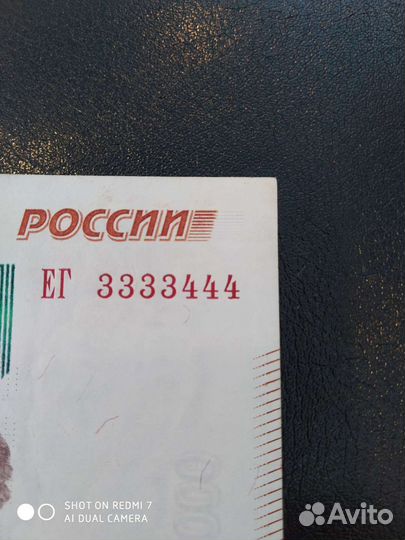 РОССИИ
ЕГ 3333444
SHOT ON REDMI 7
AI DUAL CAMERA
Avito